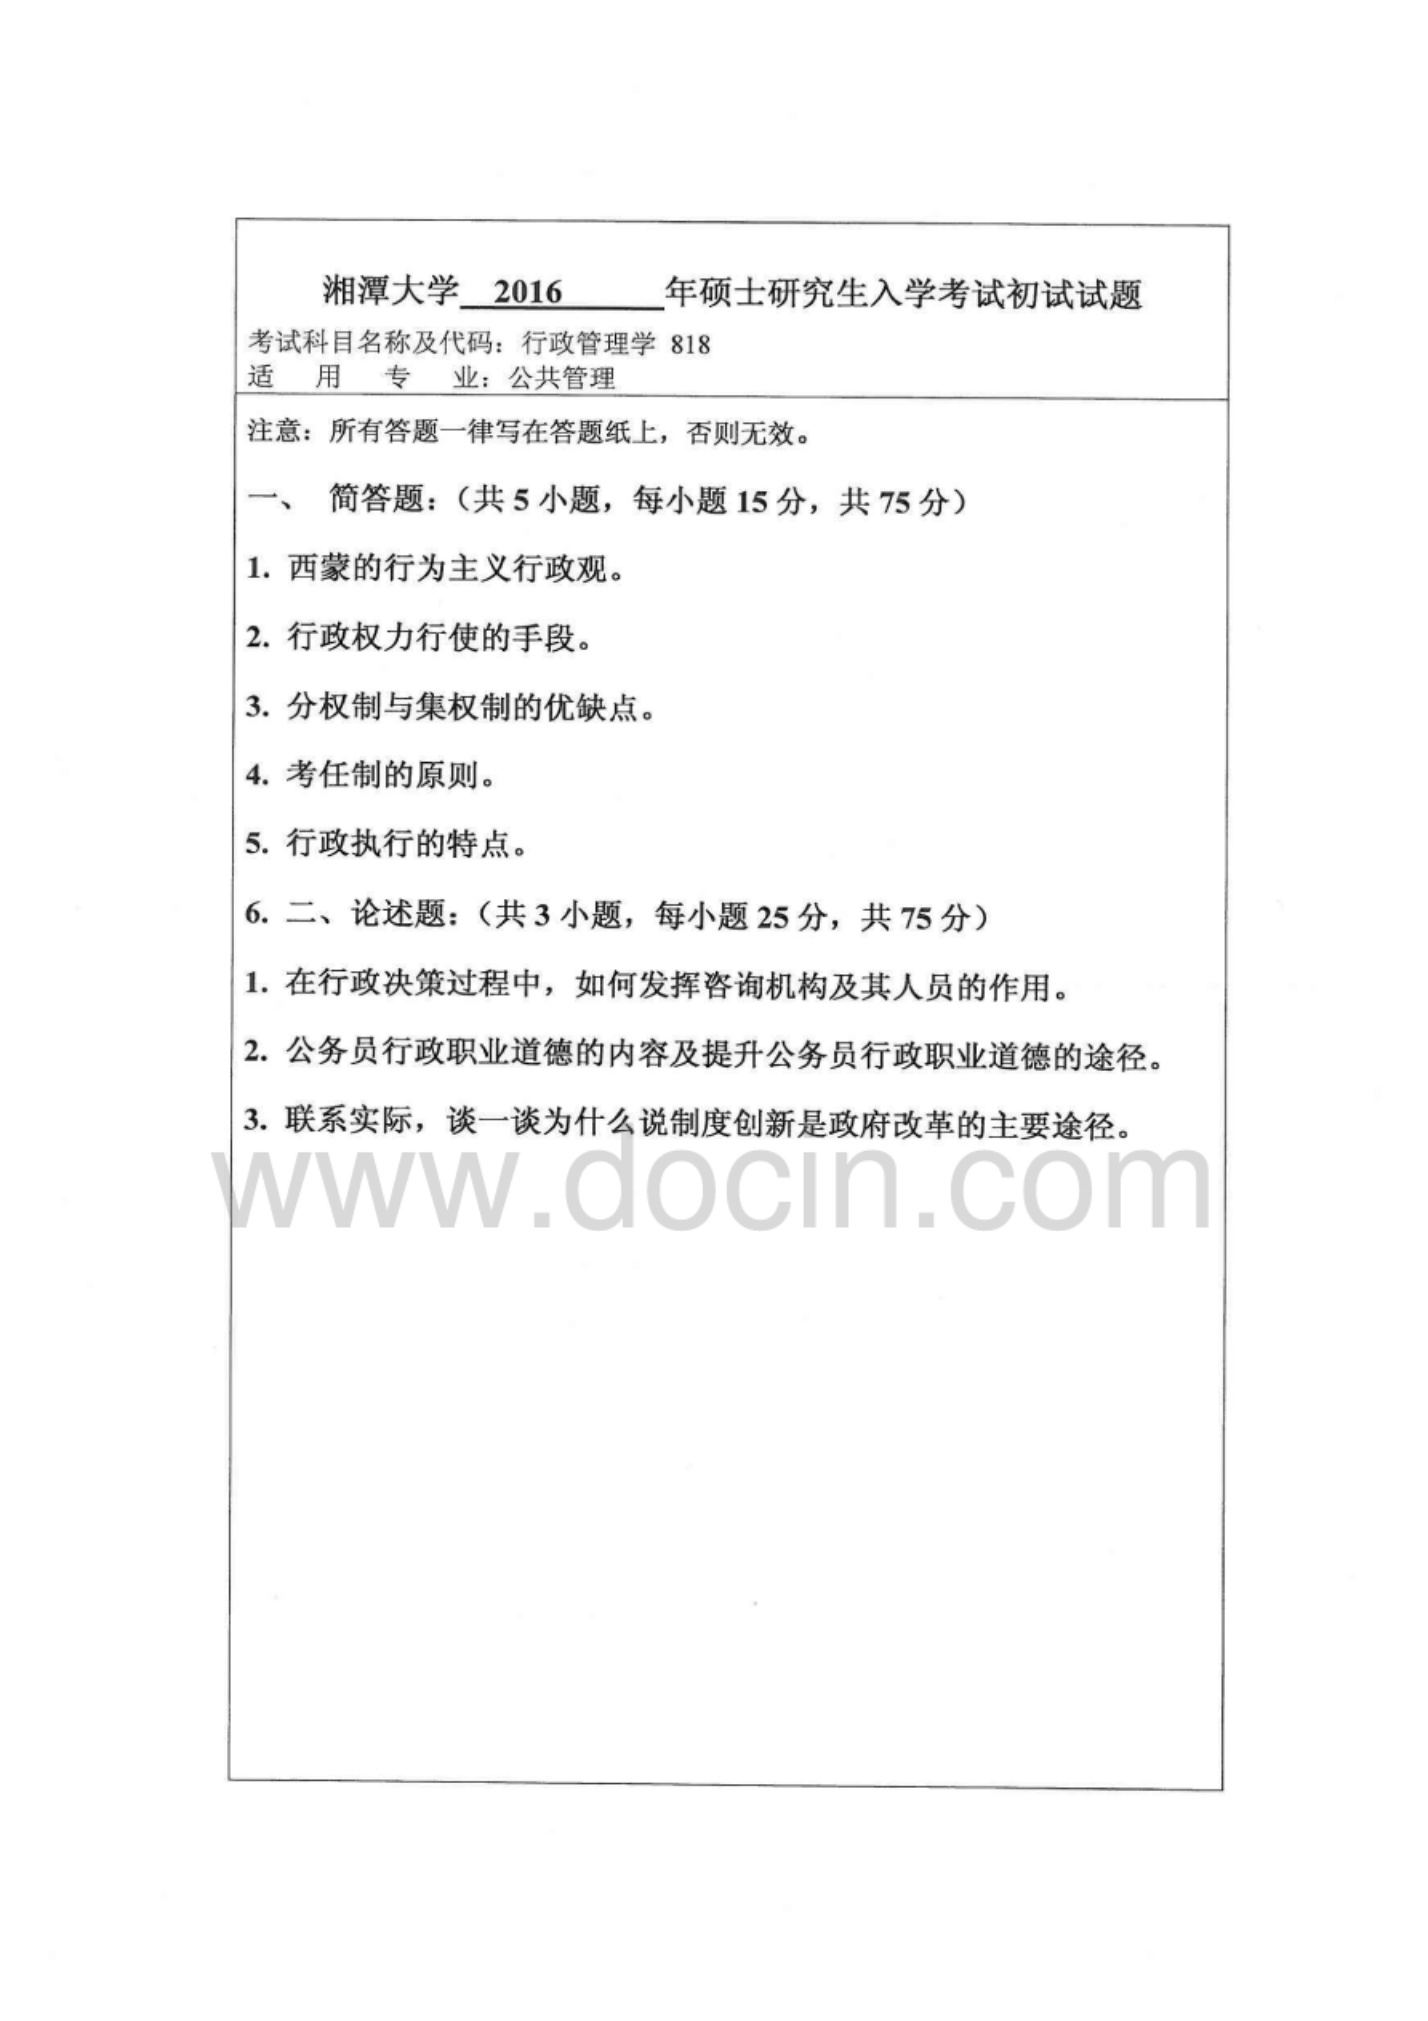 湘潭大学 2016 年硕士研究生入学考试初试试题
考试科目名称及代码：行政管理学 818
适 用 专 业：公共管理
注意：所有答题一律写在答题纸上，否则无效。
一、 简答题：（共 5 小题，每小题 15 分，共 75 分）
1. 西蒙的行为主义行政观。
2. 行政权力行使的手段。
3. 分权制与集权制的优缺点。
4. 考任制的原则。
5. 行政执行的特点。
6. 二、论述题：（共 3 小题，每小题 25 分，共 75 分）
1. 在行政决策过程中，如何发挥咨询机构及其人员的作用。
2. 公务员行政职业道德的内容及提升公务员行政职业道德的途径。
3. 联系实际，谈一谈为什么说制度创新是政府改革的主要途径。
www.docin.com